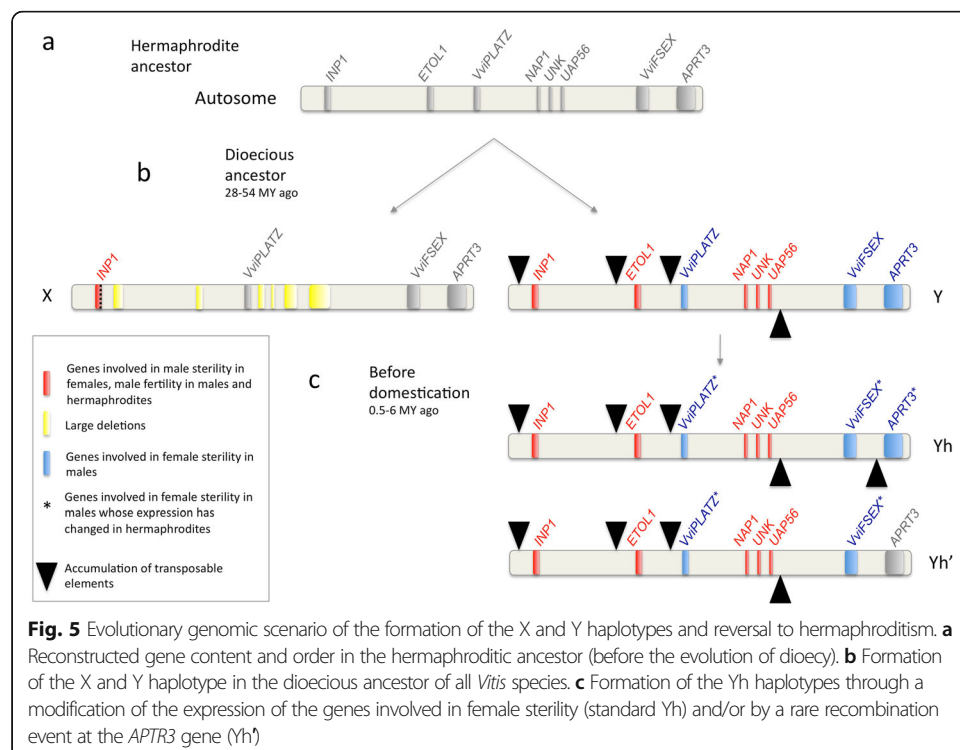 a
Hermaphrodite
ancestor
INP1
ETOL1
VviPLATZ
NAP1
UNK
UAP56
VviFSEX
APRT3
Autosome
b
Dioecious
ancestor
28-54 MY ago
INP1
VviPLATZ
VviFSEX
APRT3
X
INP1
ETOL1
VviPLATZ
NAP1
UNK
UAP56
VviFSEX
APRT3
Y
Genes involved in male sterility in
females, male fertility in males and
hermaphrodites
Large deletions
Genes involved in female sterility in
males
*
Genes involved in female sterility in
males whose expression has
changed in hermaphrodites
Accumulation of transposable
elements
c
Before
domestication
0.5-6 MY ago
INP1
ETOL1
VviPLATZ*
NAP1
UNK
UAP56
VviFSEX*
APRT3*
Yh
INP1
ETOL1
VviPLATZ*
NAP1
UNK
UAP56
VviFSEX*
APRT3
Yh’
Fig. 5 Evolutionary genomic scenario of the formation of the X and Y haplotypes and reversal to hermaphroditism. a
Reconstructed gene content and order in the hermaphroditic ancestor (before the evolution of dioecy). b Formation
of the X and Y haplotype in the dioecious ancestor of all Vitis species. c Formation of the Yh haplotypes through a
modification of the expression of the genes involved in female sterility (standard Yh) and/or by a rare recombination
event at the APTR3 gene (Yh')